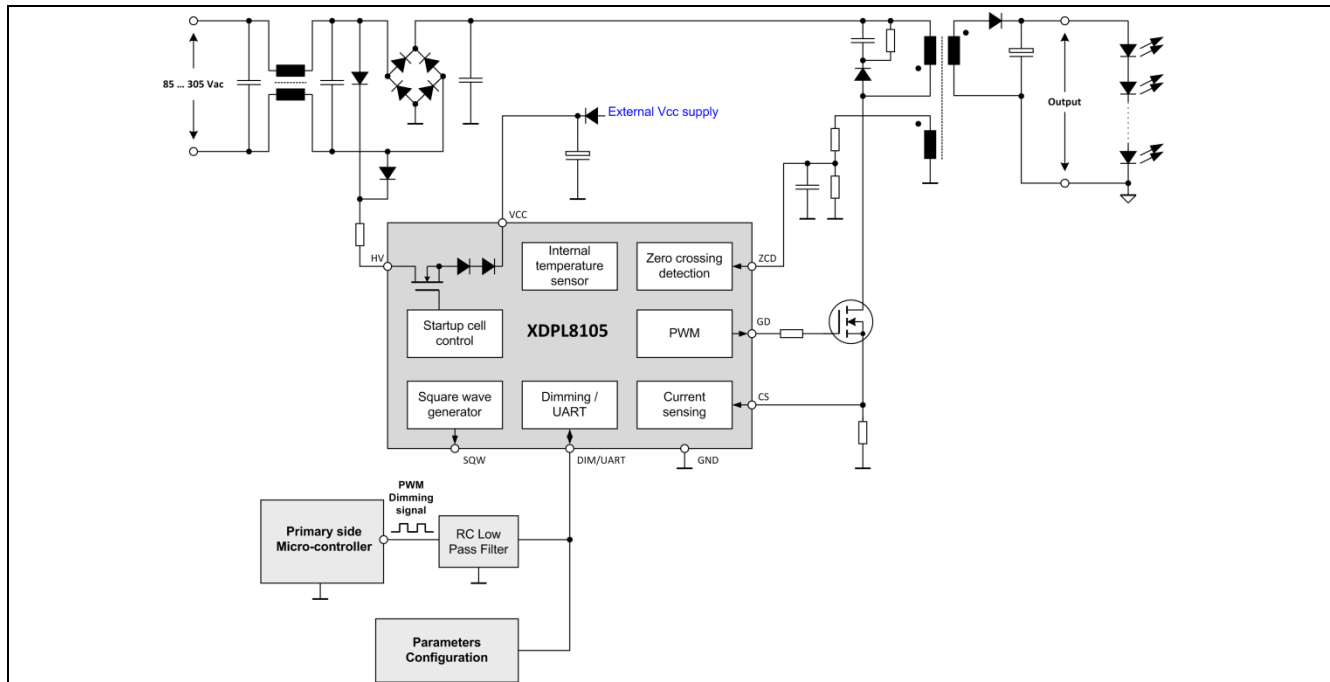 85 ... 305 Vac
External Vcc supply
Output
VCC
HV
Internal
temperature
sensor
Zero crossing
detection
ZCD
Startup cell
control
XDPL8105
PWM
GD
Square wave
generator
Dimming /
UART
Current
sensing
CS
SQW
DIM/UART
GND
PWM
Dimming
signal
Primary side
Micro-controller
RC Low
Pass Filter
Parameters
Configuration